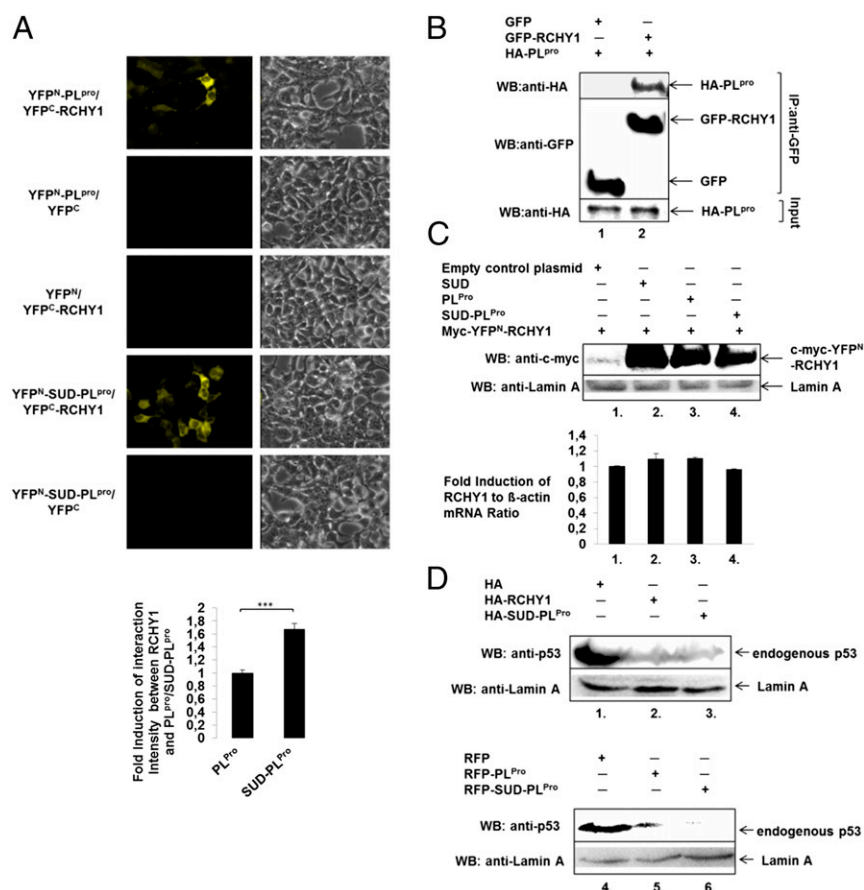 A
YFPN-PLpro/
YFPC-RCHY1
YFPN-PLpro/
YFPC
YFPN/
YFPC-RCHY1
YFPN-SUD-PLpro/
YFPC-RCHY1
YFPN-SUD-PLpro/
YFPC
Fold Induction of interaction
Intensity between RCHY1
and PLpro/SUD-PLpro
2
1,8
1,6
1,4
1,2
1
0,8
0,6
0,4
0,2
0
***
PLPro
SUD-PLPro
B
GFP + –
GFP-RCHY1 – +
HA-PLpro + +
WB:anti-HA HA-PLpro
WB:anti-GFP GFP-RCHY1
GFP
IP:anti-GFP
WB:anti-HA HA-PLpro
Input
1 2
C
Empty control plasmid + – – –
SUD – + – –
PLPro – – + –
SUD-PLPro – – – +
Myc-YFPN-RCHY1 + + + +
WB: anti-c-myc c-myc-YFPN
-RCHY1
WB: anti-Lamin A Lamin A
1. 2. 3. 4.
Fold Induction of
RCHY1 to ß-actin
mRNA Ratio
1,4
1,2
1
0,8
0,6
0,4
0,2
0
1. 2. 3. 4.
D
HA + – –
HA-RCHY1 – + –
HA-SUD-PLPro – – +
WB: anti-p53 endogenous p53
WB: anti-Lamin A Lamin A
1. 2. 3.
RFP + – –
RFP-PLPro – + –
RFP-SUD-PLPro – – +
WB: anti-p53 endogenous p53
WB: anti-Lamin A Lamin A
4 5 6